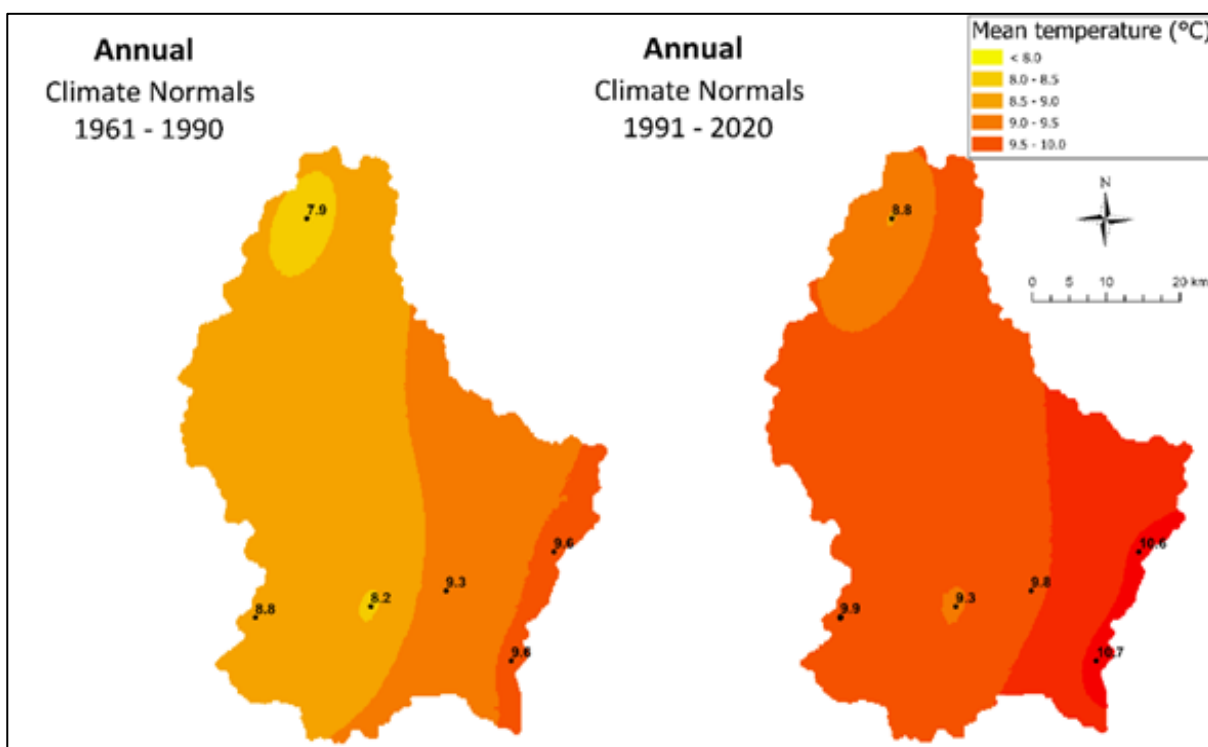 Annual
Climate Normals
1961 - 1990
Annual
Climate Normals
1991 - 2020
Mean temperature (°C)
< 8.0
8.0 - 8.5
8.5 - 9.0
9.0 - 9.5
9.5 - 10.0
N
0 5 10 20 km
7.9
9.6
9.3
8.2
8.8
9.6
8.8
10.6
9.8
9.3
9.9
10.7